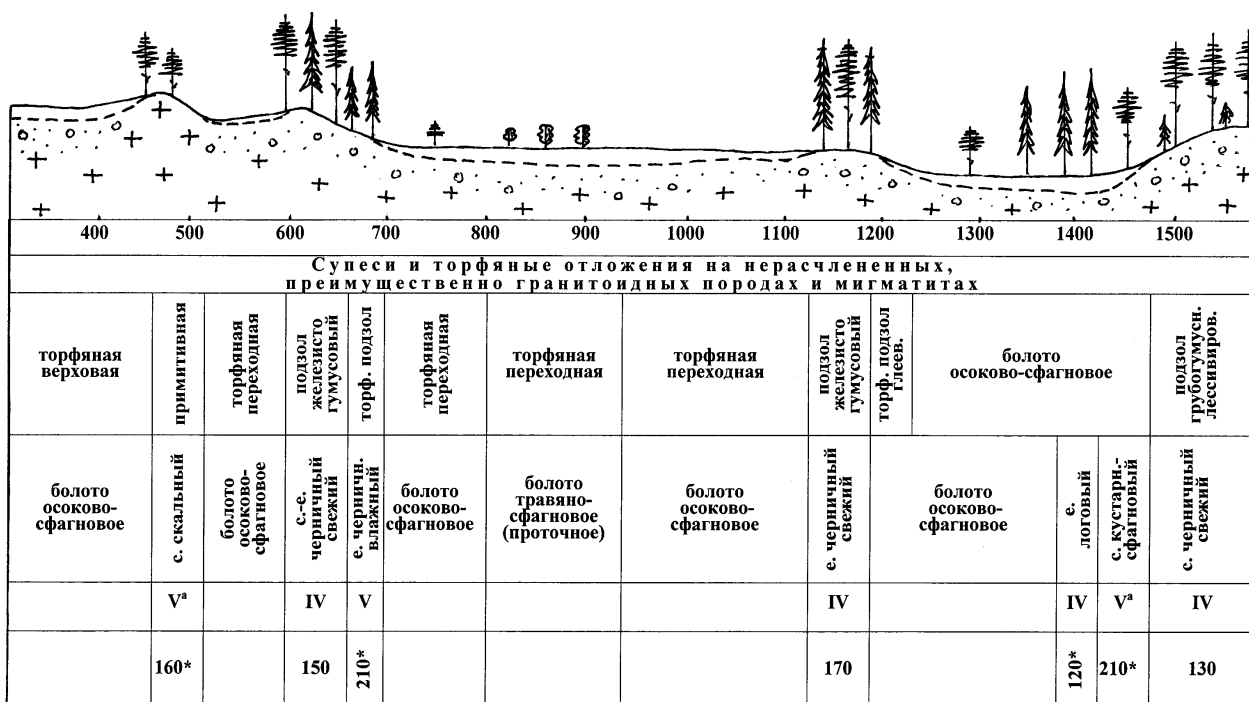 400 500 600 700 800 900 1000 1100 1200 1300 1400 1500
Супеси и торфяные отложения на нерасчлененных,
преимущественно гранитоидных породах и мигматитах
торфяная
верховая
примитивная
торфяная
переходная
подзол
железисто
гумусовый
торф. подзол
торфяная
переходная
торфяная
переходная
торфяная
переходная
подзол
железисто
гумусовый
торф. подзол
глеев.
болото
осоково-сфагновое
подзол
грубогумусн.
лессивиров.
болото
осоково-
сфагновое
с. скальный
болото
осоково-
сфагновое
с.-е.
черничный
свежий
е. черничн.
влажный
болото
осоково-
сфагновое
болото
травяно-
сфагновое
(проточное)
болото
осоково-
сфагновое
е. черничный
свежий
болото
осоково-
сфагновое
е.
логовый
с. кустарн.-
сфагновый
с. черничный
свежий
Vª IV V IV IV Vª IV
160* 150 210* 170 120* 210* 130